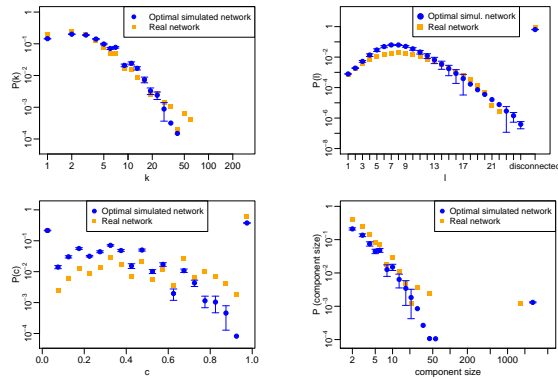 Optimal simulated network
Real network
P(k)
1
10⁻¹
10⁻²
10⁻³
10⁻⁴
1 2 5 10 20 50 200
k
Optimal simul. network
Real network
P(l)
1
10⁻²
10⁻⁴
10⁻⁶
10⁻⁸
1 3 5 7 9 13 17 21 disconnected
l
Optimal simulated network
Real network
P(c)
1
10⁻¹
10⁻²
10⁻³
10⁻⁴
0.0 0.2 0.4 0.6 0.8 1.0
c
Optimal simulated network
Real network
P (component size)
1
10⁻¹
10⁻²
10⁻³
10⁻⁴
2 5 10 50 200 1000
component size